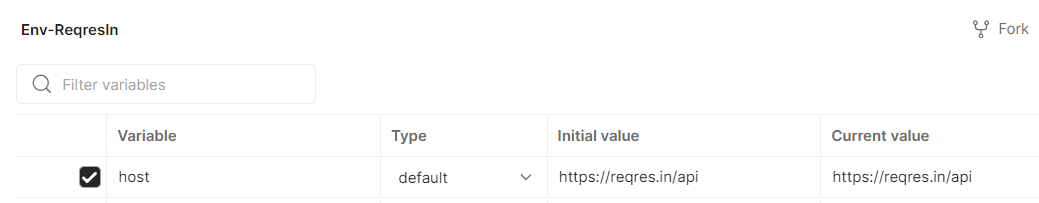 Env-ReqresIn
Fork
Filter variables
Variable Type Initial value Current value
host default https://reqres.in/api https://reqres.in/api